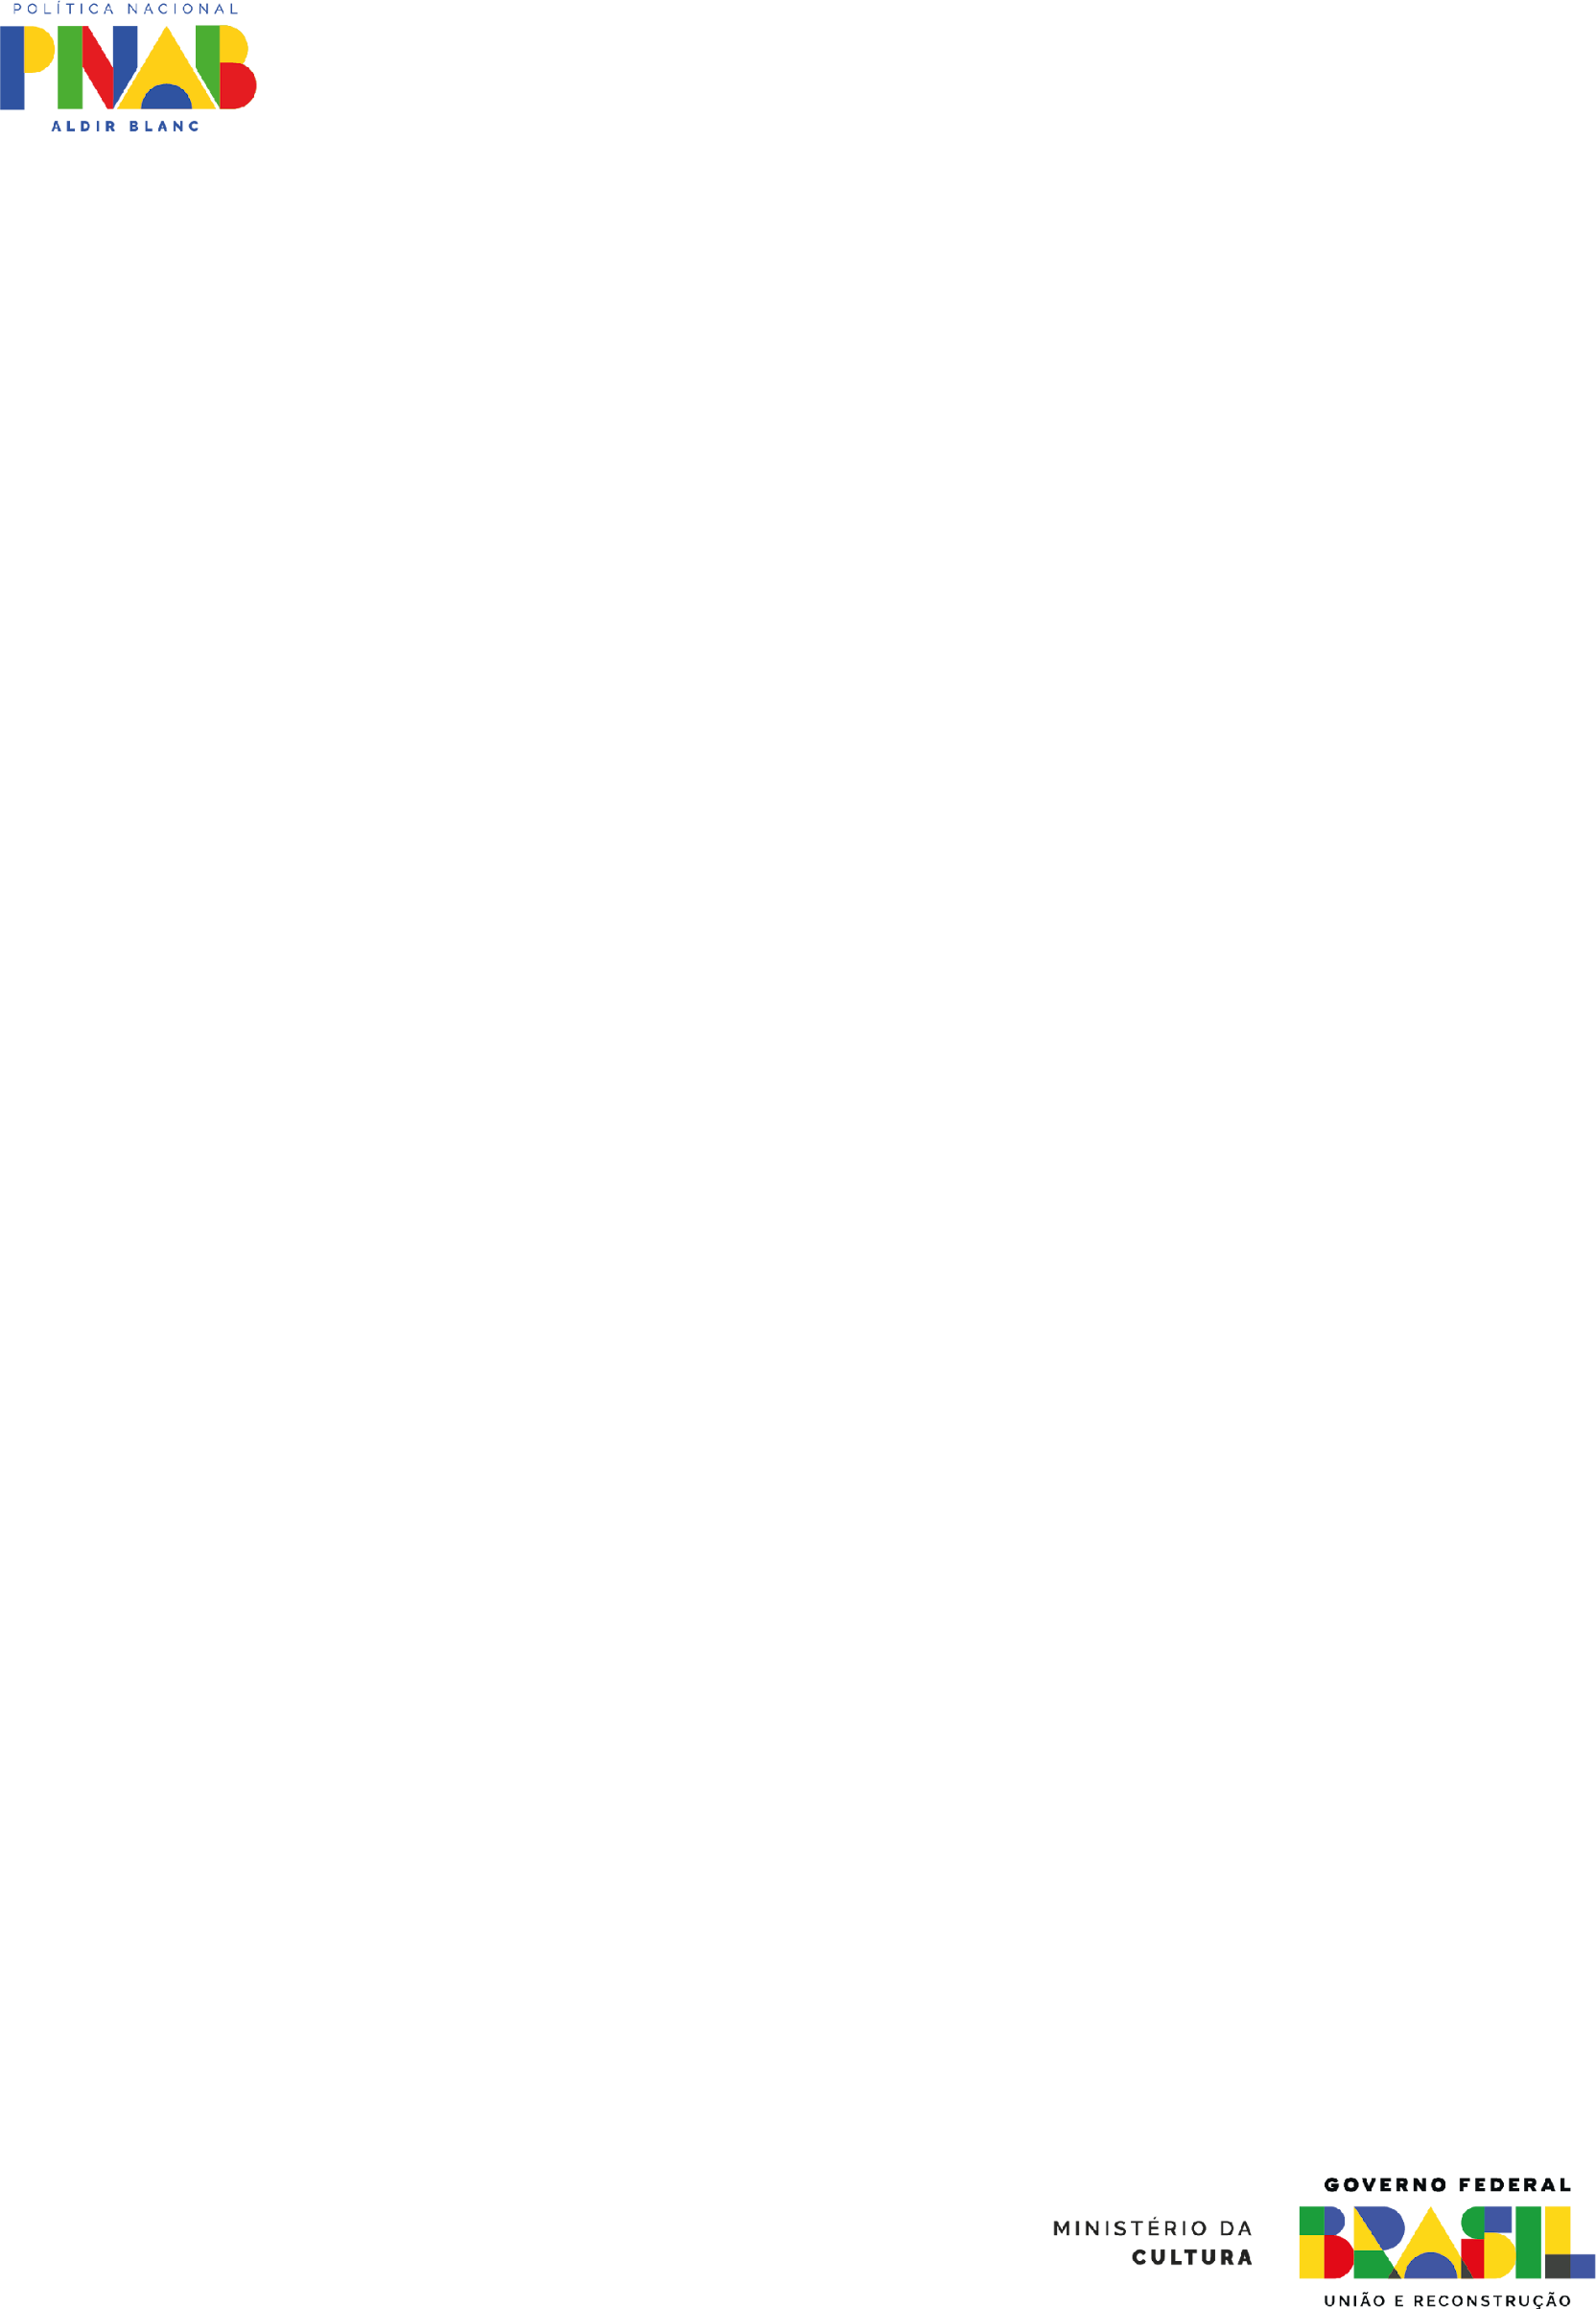 POLÍTICA NACIONAL
PNAB
ALDIR BLANC
GOVERNO FEDERAL
MINISTÉRIO DA
CULTURA
BRASIL
UNIÃO E RECONSTRUÇÃO